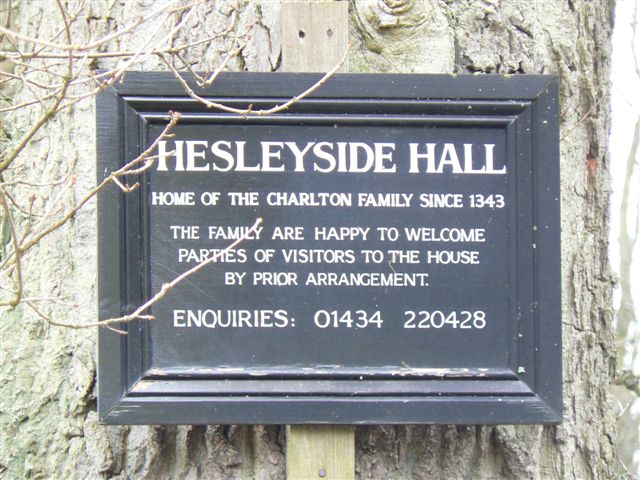 HESLEYSIDE HALL
HOME OF THE CHARLTON FAMILY SINCE 1343
THE FAMILY ARE HAPPY TO WELCOME
PARTIES OF VISITORS TO THE HOUSE
BY PRIOR ARRANGEMENT.
ENQUIRIES: 01434 220428